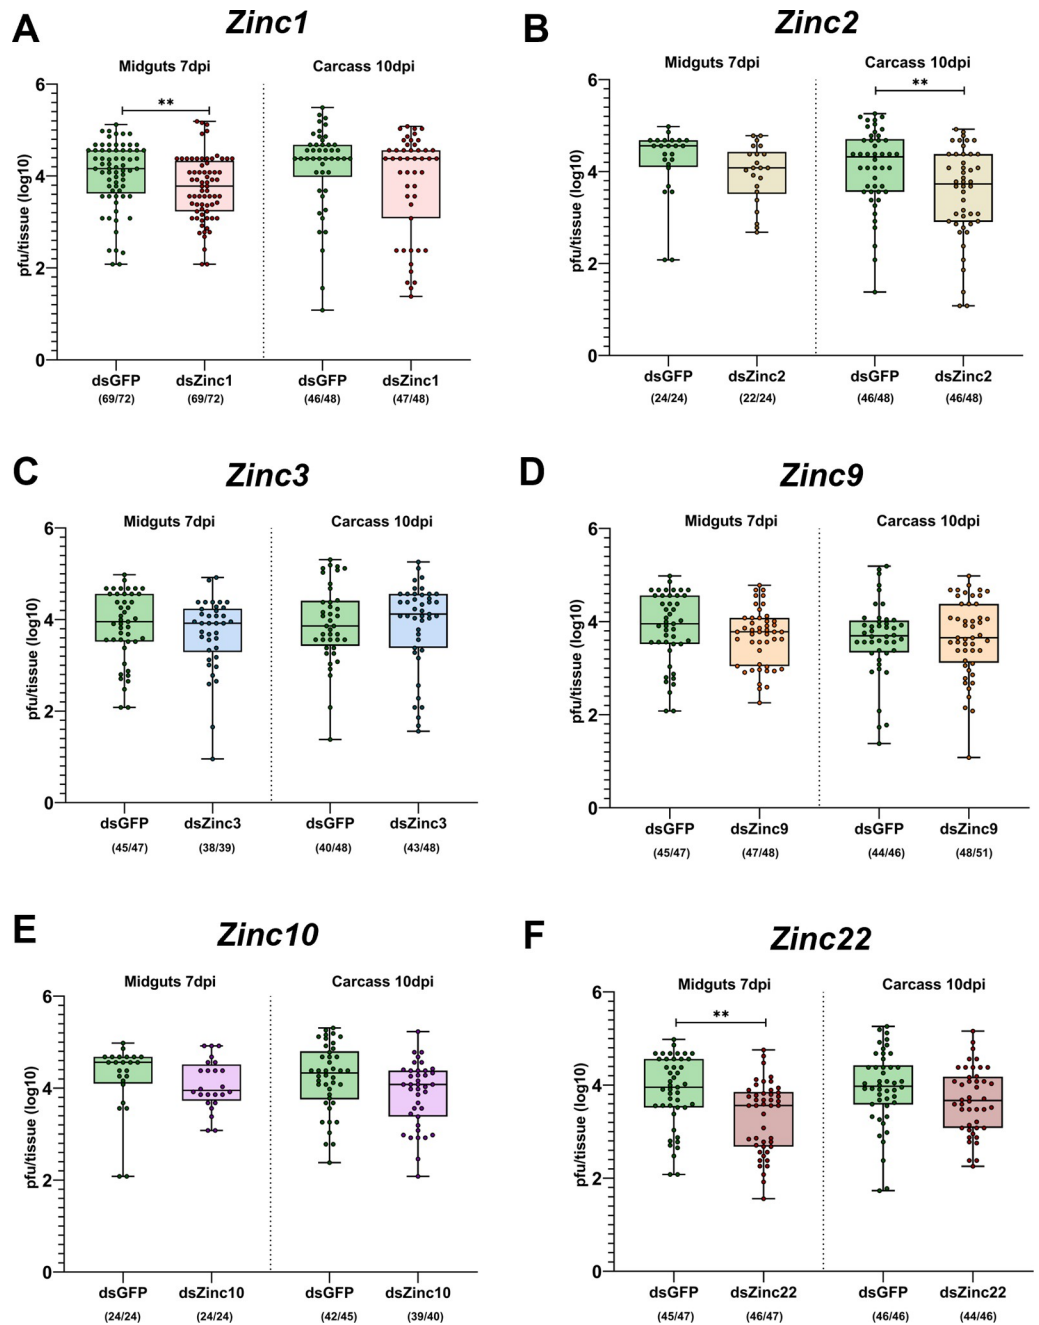 A
Zinc1
Midguts 7dpi
Carcass 10dpi
**
pfu/tissue (log10)
6
4
2
0
dsGFP
dsZinc1
dsGFP
dsZinc1
(69/72)
(69/72)
(46/48)
(47/48)
B
Zinc2
Midguts 7dpi
Carcass 10dpi
**
pfu/tissue (log10)
6
4
2
0
dsGFP
dsZinc2
dsGFP
dsZinc2
(24/24)
(22/24)
(46/48)
(46/48)
C
Zinc3
Midguts 7dpi
Carcass 10dpi
pfu/tissue (log10)
6
4
2
0
dsGFP
dsZinc3
dsGFP
dsZinc3
(45/47)
(38/39)
(40/48)
(43/48)
D
Zinc9
Midguts 7dpi
Carcass 10dpi
pfu/tissue (log10)
6
4
2
0
dsGFP
dsZinc9
dsGFP
dsZinc9
(45/47)
(47/48)
(44/46)
(48/51)
E
Zinc10
Midguts 7dpi
Carcass 10dpi
pfu/tissue (log10)
6
4
2
0
dsGFP
dsZinc10
dsGFP
dsZinc10
(24/24)
(24/24)
(42/45)
(39/40)
F
Zinc22
Midguts 7dpi
Carcass 10dpi
**
pfu/tissue (log10)
6
4
2
0
dsGFP
dsZinc22
dsGFP
dsZinc22
(45/47)
(46/47)
(46/46)
(44/46)